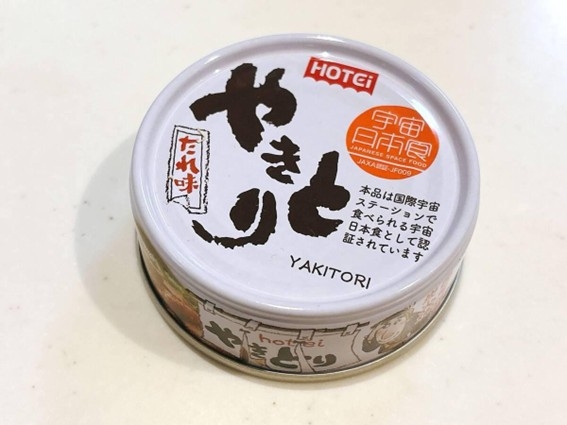 HOTEi
やきとり
たれ味
宇宙
日本食
JAPANESE SPACE FOOD
本品は国際宇宙
ステーションで
食べられる宇宙
日本食として認
証されています
YAKITORI
hotei
やきとり